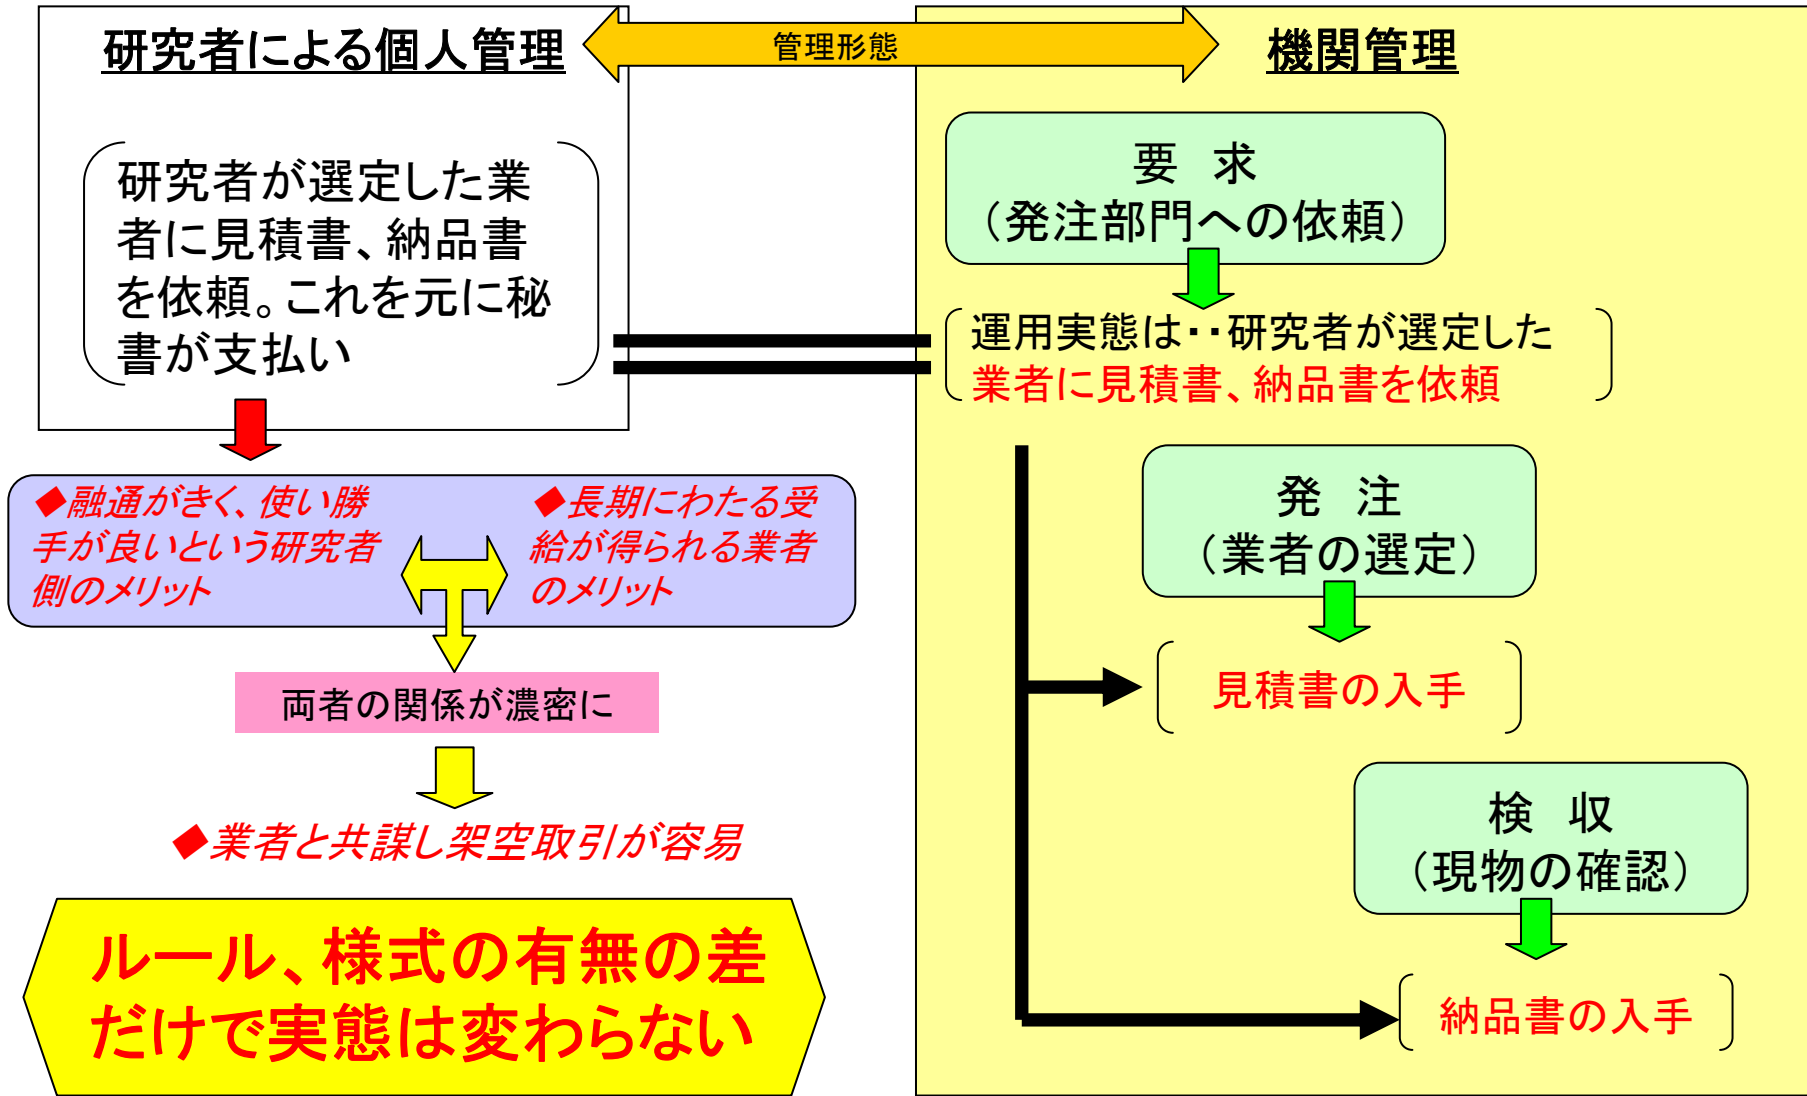 研究者による個人管理
管理形態
機関管理
研究者が選定した業
者に見積書、納品書
を依頼。これを元に秘
書が支払い
◆融通がきく、使い勝
手が良いという研究者
側のメリット
◆長期にわたる受
給が得られる業者
のメリット
両者の関係が濃密に
◆業者と共謀し架空取引が容易
ルール、様式の有無の差
だけで実態は変わらない
要　求
（発注部門への依頼）
運用実態は・・研究者が選定した
業者に見積書、納品書を依頼
発　注
（業者の選定）
見積書の入手
検　収
（現物の確認）
納品書の入手